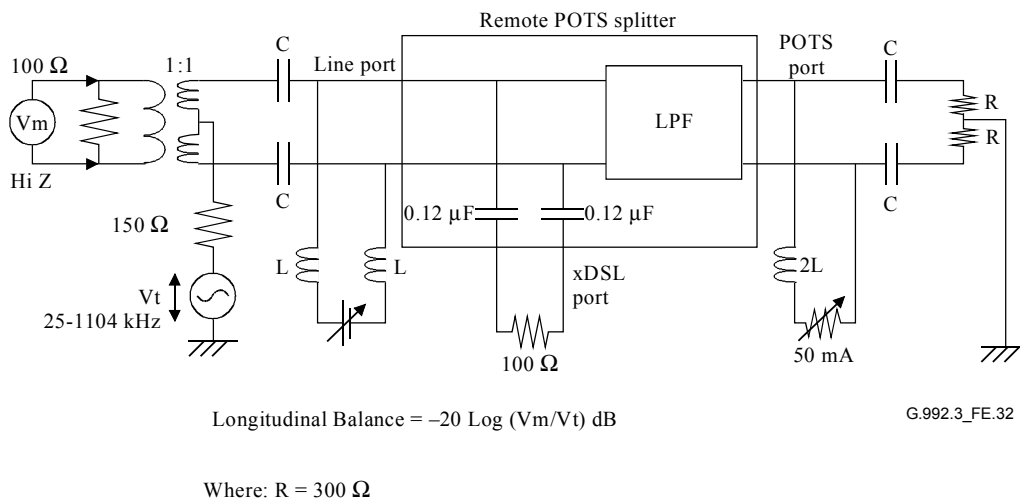 Remote POTS splitter
C
POTS
port
C
100 Ω
1:1
Line port
R
Vm
LPF
R
Hi Z
C
0.12 µF
0.12 µF
C
150 Ω
L
L
xDSL
port
2L
Vt
25-1104 kHz
100 Ω
50 mA
Longitudinal Balance = –20 Log (Vm/Vt) dB
G.992.3_FE.32
Where: R = 300 Ω